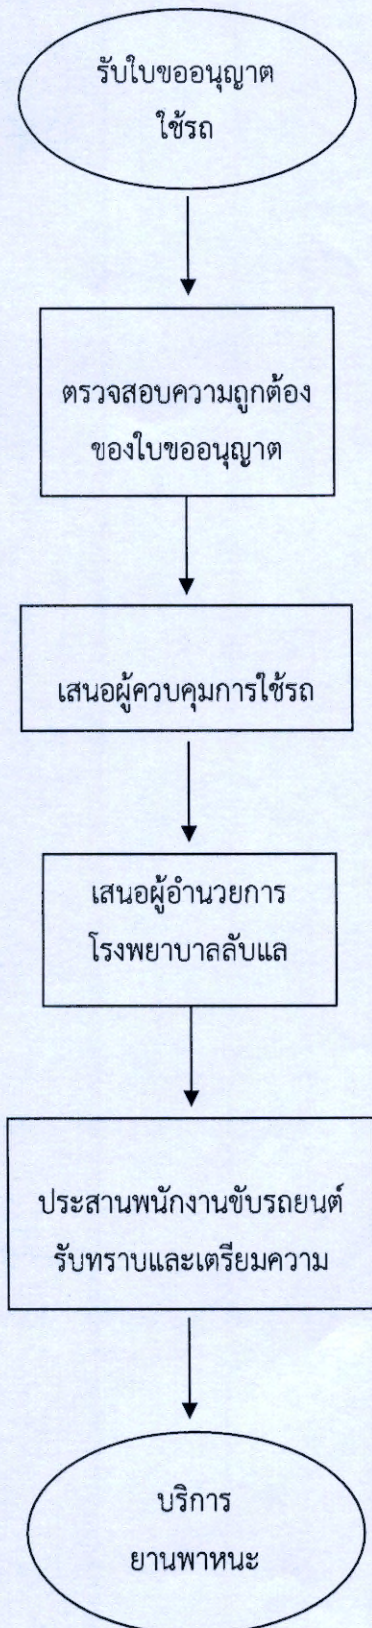 รับใบขออนุญาต
ใช้รถ
ตรวจสอบความถูกต้อง
ของใบขออนุญาต
เสนอผู้ควบคุมการใช้รถ
เสนอผู้อำนวยการ
โรงพยาบาลลับแล
ประสานพนักงานขับรถยนต์
รับทราบและเตรียมความ
บริการ
ยานพาหนะ